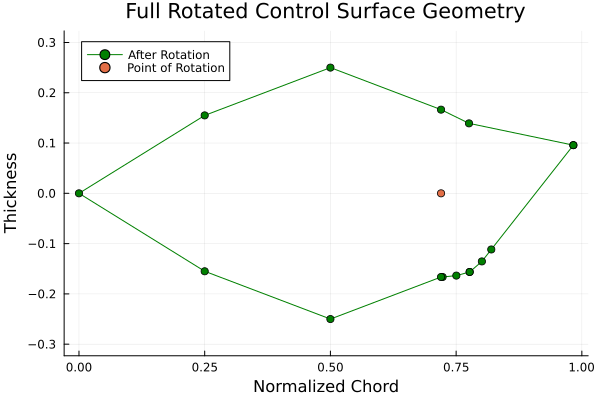 Full Rotated Control Surface Geometry
After Rotation
Point of Rotation
Thickness
0.3
0.2
0.1
0.0
−0.1
−0.2
−0.3
0.00 0.25 0.50 0.75 1.00
Normalized Chord